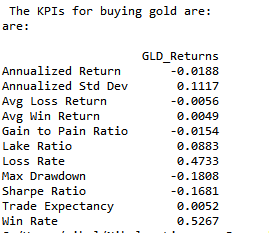 The KPIs for buying gold are:
are:
GLD_Returns
Annualized Return -0.0188
Annualized Std Dev 0.1117
Avg Loss Return -0.0056
Avg Win Return 0.0049
Gain to Pain Ratio -0.0154
Lake Ratio 0.0883
Loss Rate 0.4733
Max Drawdown -0.1808
Sharpe Ratio -0.1681
Trade Expectancy 0.0052
Win Rate 0.5267